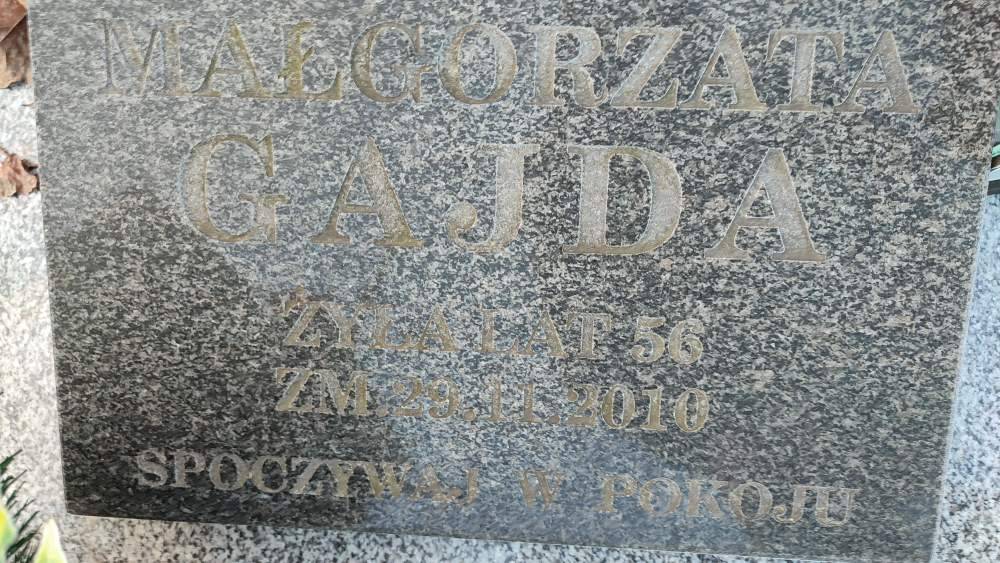 MAŁGORZATA
GAJDA
ŻYŁA LAT 56
ZM. 29.11.2010
SPOCZYWAJ W POKOJU